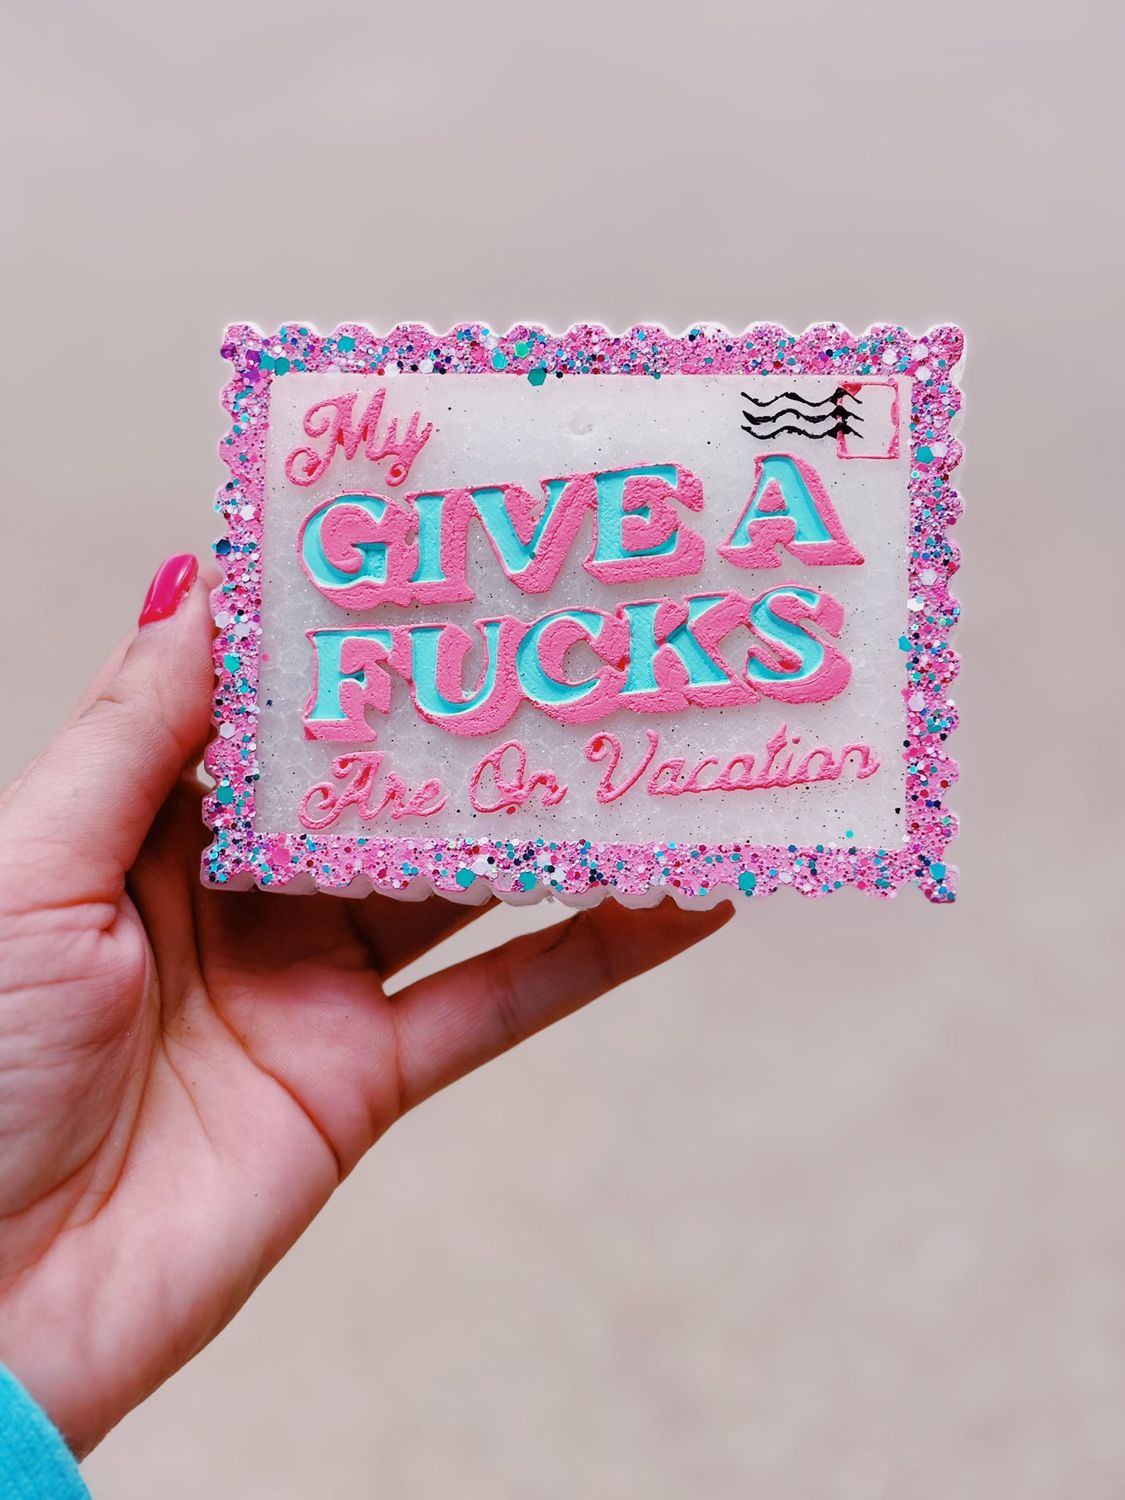 My
GIVE A
FUCKS
Are On Vacation